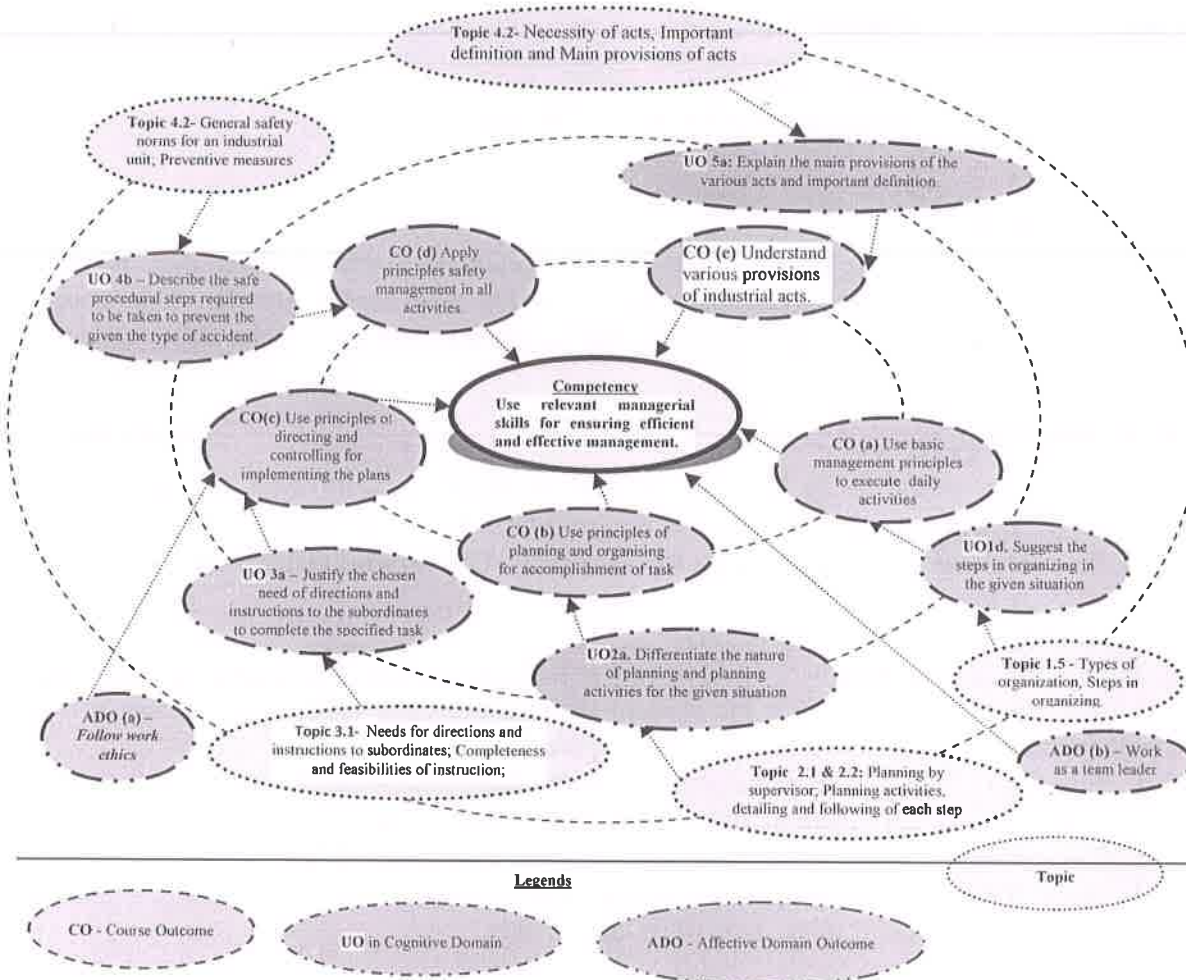 Topic 4.2- Necessity of acts, Important
definition and Main provisions of acts
Topic 4.2- General safety
norms for an industrial
unit; Preventive measures
UO 5a: Explain the main provisions of the
various acts and important definition.
CO (d) Apply
principles safety
management in all
activities.
CO (e) Understand
various provisions
of industrial acts.
UO 4b – Describe the safe
procedural steps required
to be taken to prevent the
given the type of accident.
Competency
Use relevant managerial
skills for ensuring efficient
and effective management.
CO(c) Use principles of
directing and
controlling for
implementing the plans
CO (a) Use basic
management principles
to execute daily
activities
CO (b) Use principles of
planning and organising
for accomplishment of task
UO1d. Suggest the
steps in organizing in
the given situation
UO 3a – Justify the chosen
need of directions and
instructions to the subordinates
to complete the specified task
UO2a. Differentiate the nature
of planning and planning
activities for the given situation
Topic 1.5 - Types of
organization, Steps in
organizing
ADO (a) –
Follow work
ethics
Topic 3.1- Needs for directions and
instructions to subordinates; Completeness
and feasibilities of instruction;
ADO (b) – Work
as a team leader
Topic 2.1 & 2.2: Planning by
supervisor; Planning activities,
detailing and following of each step
Legends
Topic
CO - Course Outcome
UO in Cognitive Domain
ADO - Affective Domain Outcome